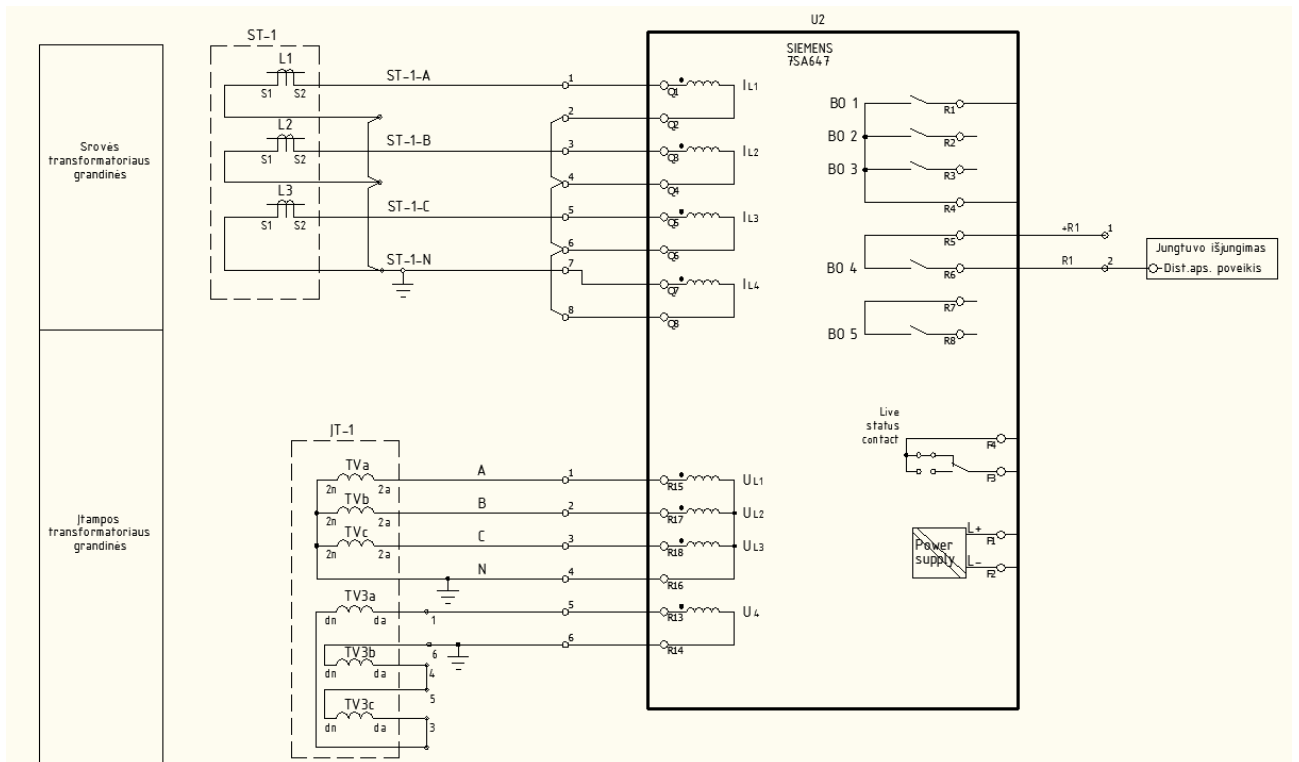 U2
SIEMENS
7SA647
Srovės
transformatoriaus
grandinės
ST-1
L1
S1 S2
ST-1-A
1
Q1
IL1
2
Q2
L2
S1 S2
ST-1-B
3
Q3
IL2
4
Q4
L3
S1 S2
ST-1-C
5
Q5
IL3
6
Q6
ST-1-N
7
Q7
IL4
8
Q8
BO 1
R1
BO 2
R2
BO 3
R3
R4
R5
+R1
1
BO 4
R6
R1
2
Jungtuvo išjungimas
Dist.aps. poveikis
R7
BO 5
R8
Live
status
contact
F4
F3
Power
supply
L+
F1
L-
F2
Įtampos
transformatoriaus
grandinės
JT-1
TVa
2n 2a
A
1
R15
UL1
TVb
2n 2a
B
2
R17
UL2
TVc
2n 2a
C
3
R18
UL3
N
4
R16
TV3a
dn da
1
5
R13
U4
6
6
R14
TV3b
dn da
4
5
TV3c
dn da
3